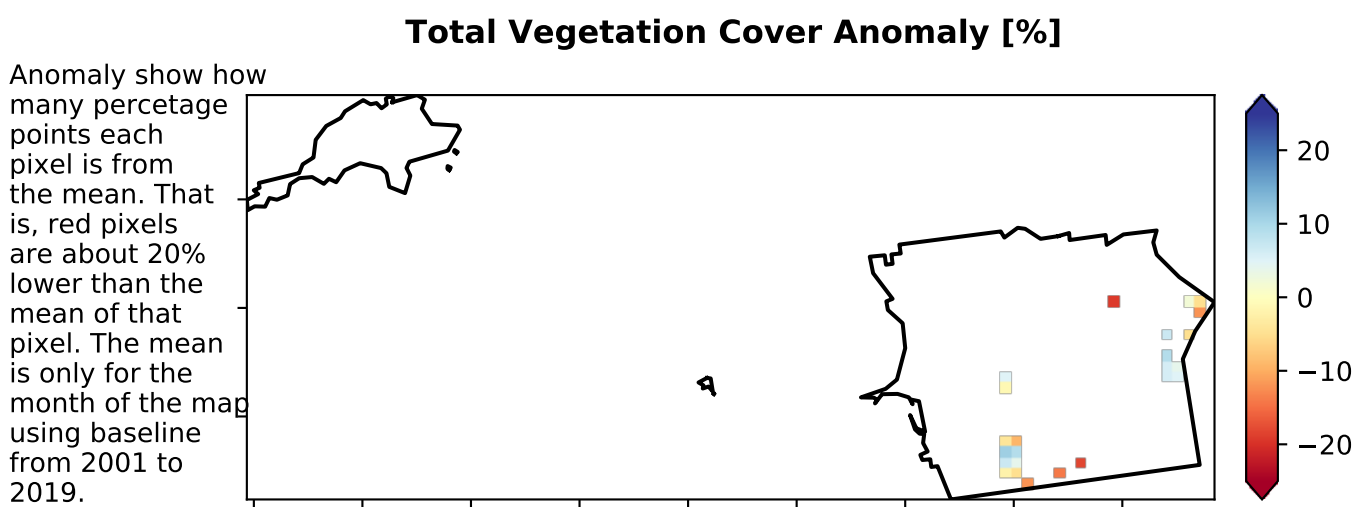 Total Vegetation Cover Anomaly [%]
Anomaly show how
many percetage
points each
pixel is from
the mean. That
is, red pixels
are about 20%
lower than the
mean of that
pixel. The mean
is only for the
month of the map
using baseline
from 2001 to
2019.
20
10
0
−10
−20